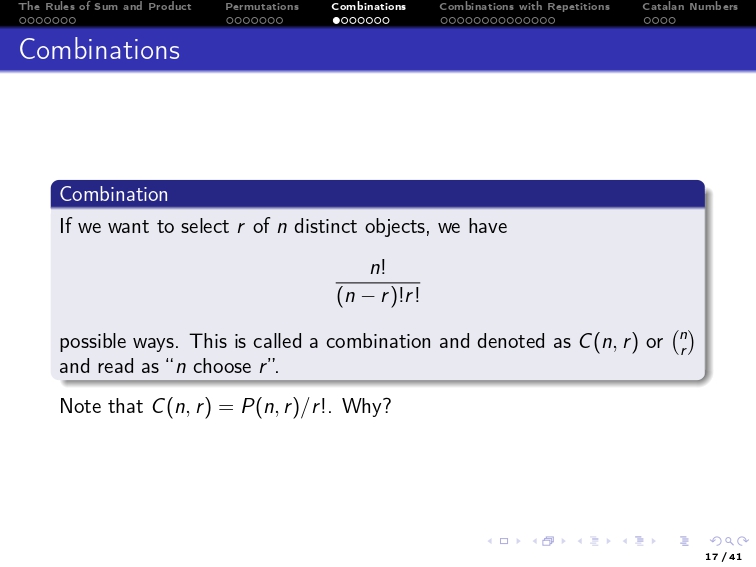 The Rules of Sum and Product Permutations Combinations Combinations with Repetitions Catalan Numbers
Combinations
Combination
If we want to select r of n distinct objects, we have
n!
(n − r)!r!
possible ways. This is called a combination and denoted as C(n, r) or (n r)
and read as “n choose r”.
Note that C(n, r) = P(n, r)/r!. Why?
17 / 41